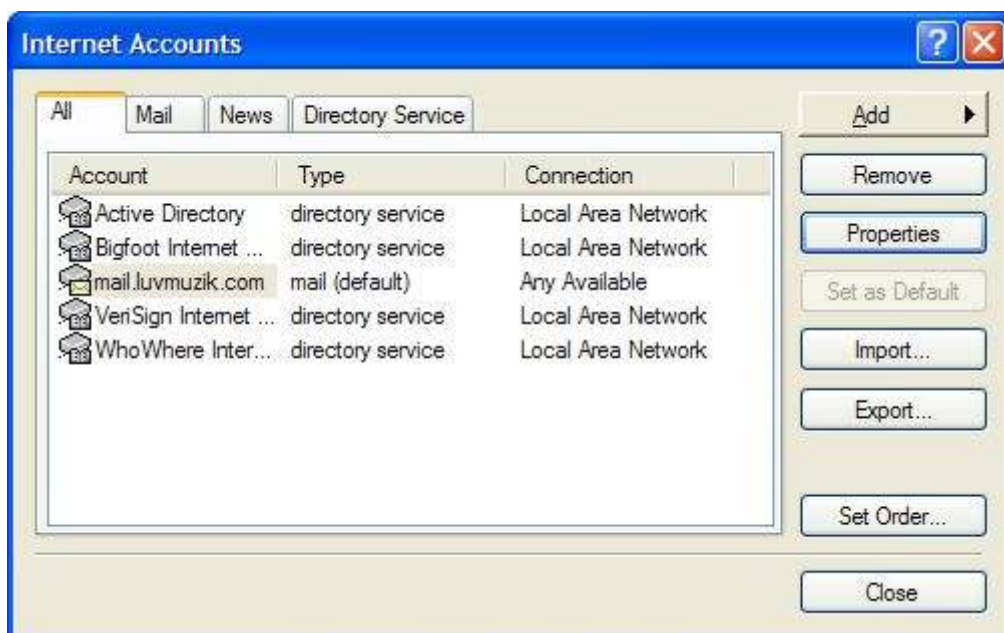 Internet Accounts
All Mail News Directory Service
Add
Account Type Connection
Remove
Active Directory directory service Local Area Network
Bigfoot Internet ... directory service Local Area Network
Properties
mail.luvmuzik.com mail (default) Any Available
Set as Default
VeriSign Internet ... directory service Local Area Network
WhoWhere Inter... directory service Local Area Network
Import...
Export...
Set Order...
Close